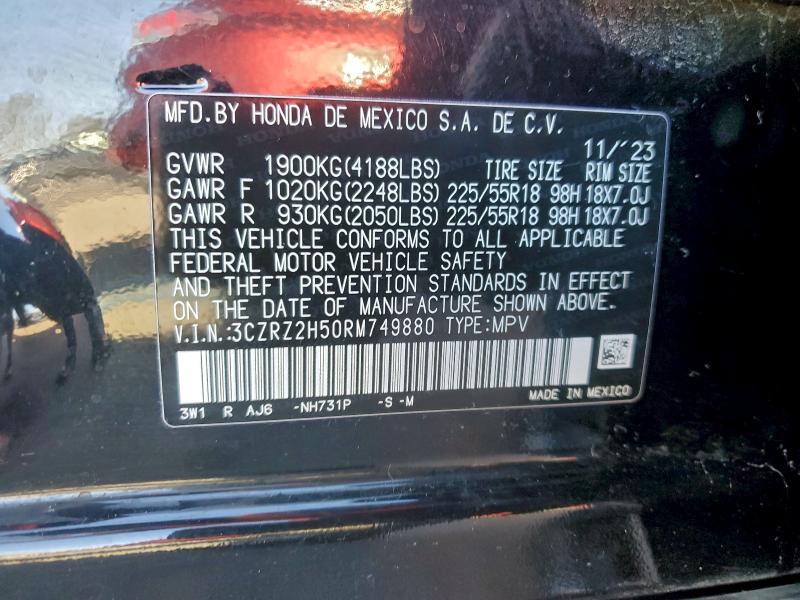 MFD.BY HONDA DE MEXICO S.A. DE C.V.
11/'23
GVWR 1900KG(4188LBS) TIRE SIZE RIM SIZE
GAWR F 1020KG(2248LBS) 225/55R18 98H 18X7.0J
GAWR R 930KG(2050LBS) 225/55R18 98H 18X7.0J
THIS VEHICLE CONFORMS TO ALL APPLICABLE
FEDERAL MOTOR VEHICLE SAFETY
AND THEFT PREVENTION STANDARDS IN EFFECT
ON THE DATE OF MANUFACTURE SHOWN ABOVE.
V.I.N.:3CZRZ2H50RM749880 TYPE:MPV
MADE IN MEXICO
3W1 R AJ6 -NH731P -S -M